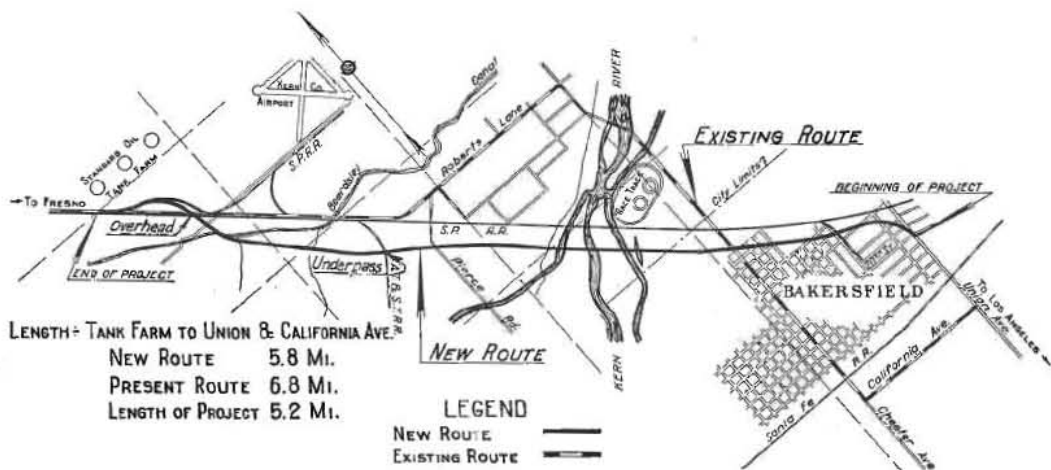 KERN
CO.
AIRPORT
STANDARD OIL
TANK FARM
S.P.R.R.
Canal
Roberts Lane
RIVER
EXISTING ROUTE
RACE TRACK
City Limits
BEGINNING OF PROJECT
TO FRESNO
Overhead
Beardsley
S.P. R.R.
END OF PROJECT
Underpass
A.T.&S.F.R.R.
Pierce Rd.
NEW ROUTE
KERN
BAKERSFIELD
TO LOS ANGELES
Union Ave.
California Ave.
Santa Fe R.R.
Chester Ave.
LENGTH - TANK FARM TO UNION & CALIFORNIA AVE.
NEW ROUTE 5.8 MI.
PRESENT ROUTE 6.8 MI.
LENGTH OF PROJECT 5.2 MI.
LEGEND
NEW ROUTE
EXISTING ROUTE